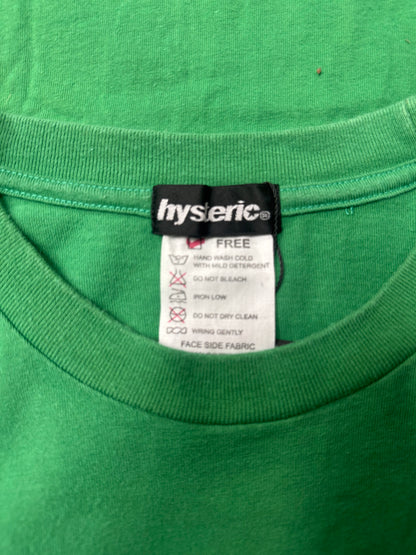 hysteric
FREE
HAND WASH COLD
WITH MILD DETERGENT
DO NOT BLEACH
IRON LOW
DO NOT DRY CLEAN
WRING GENTLY
FACE SIDE FABRIC